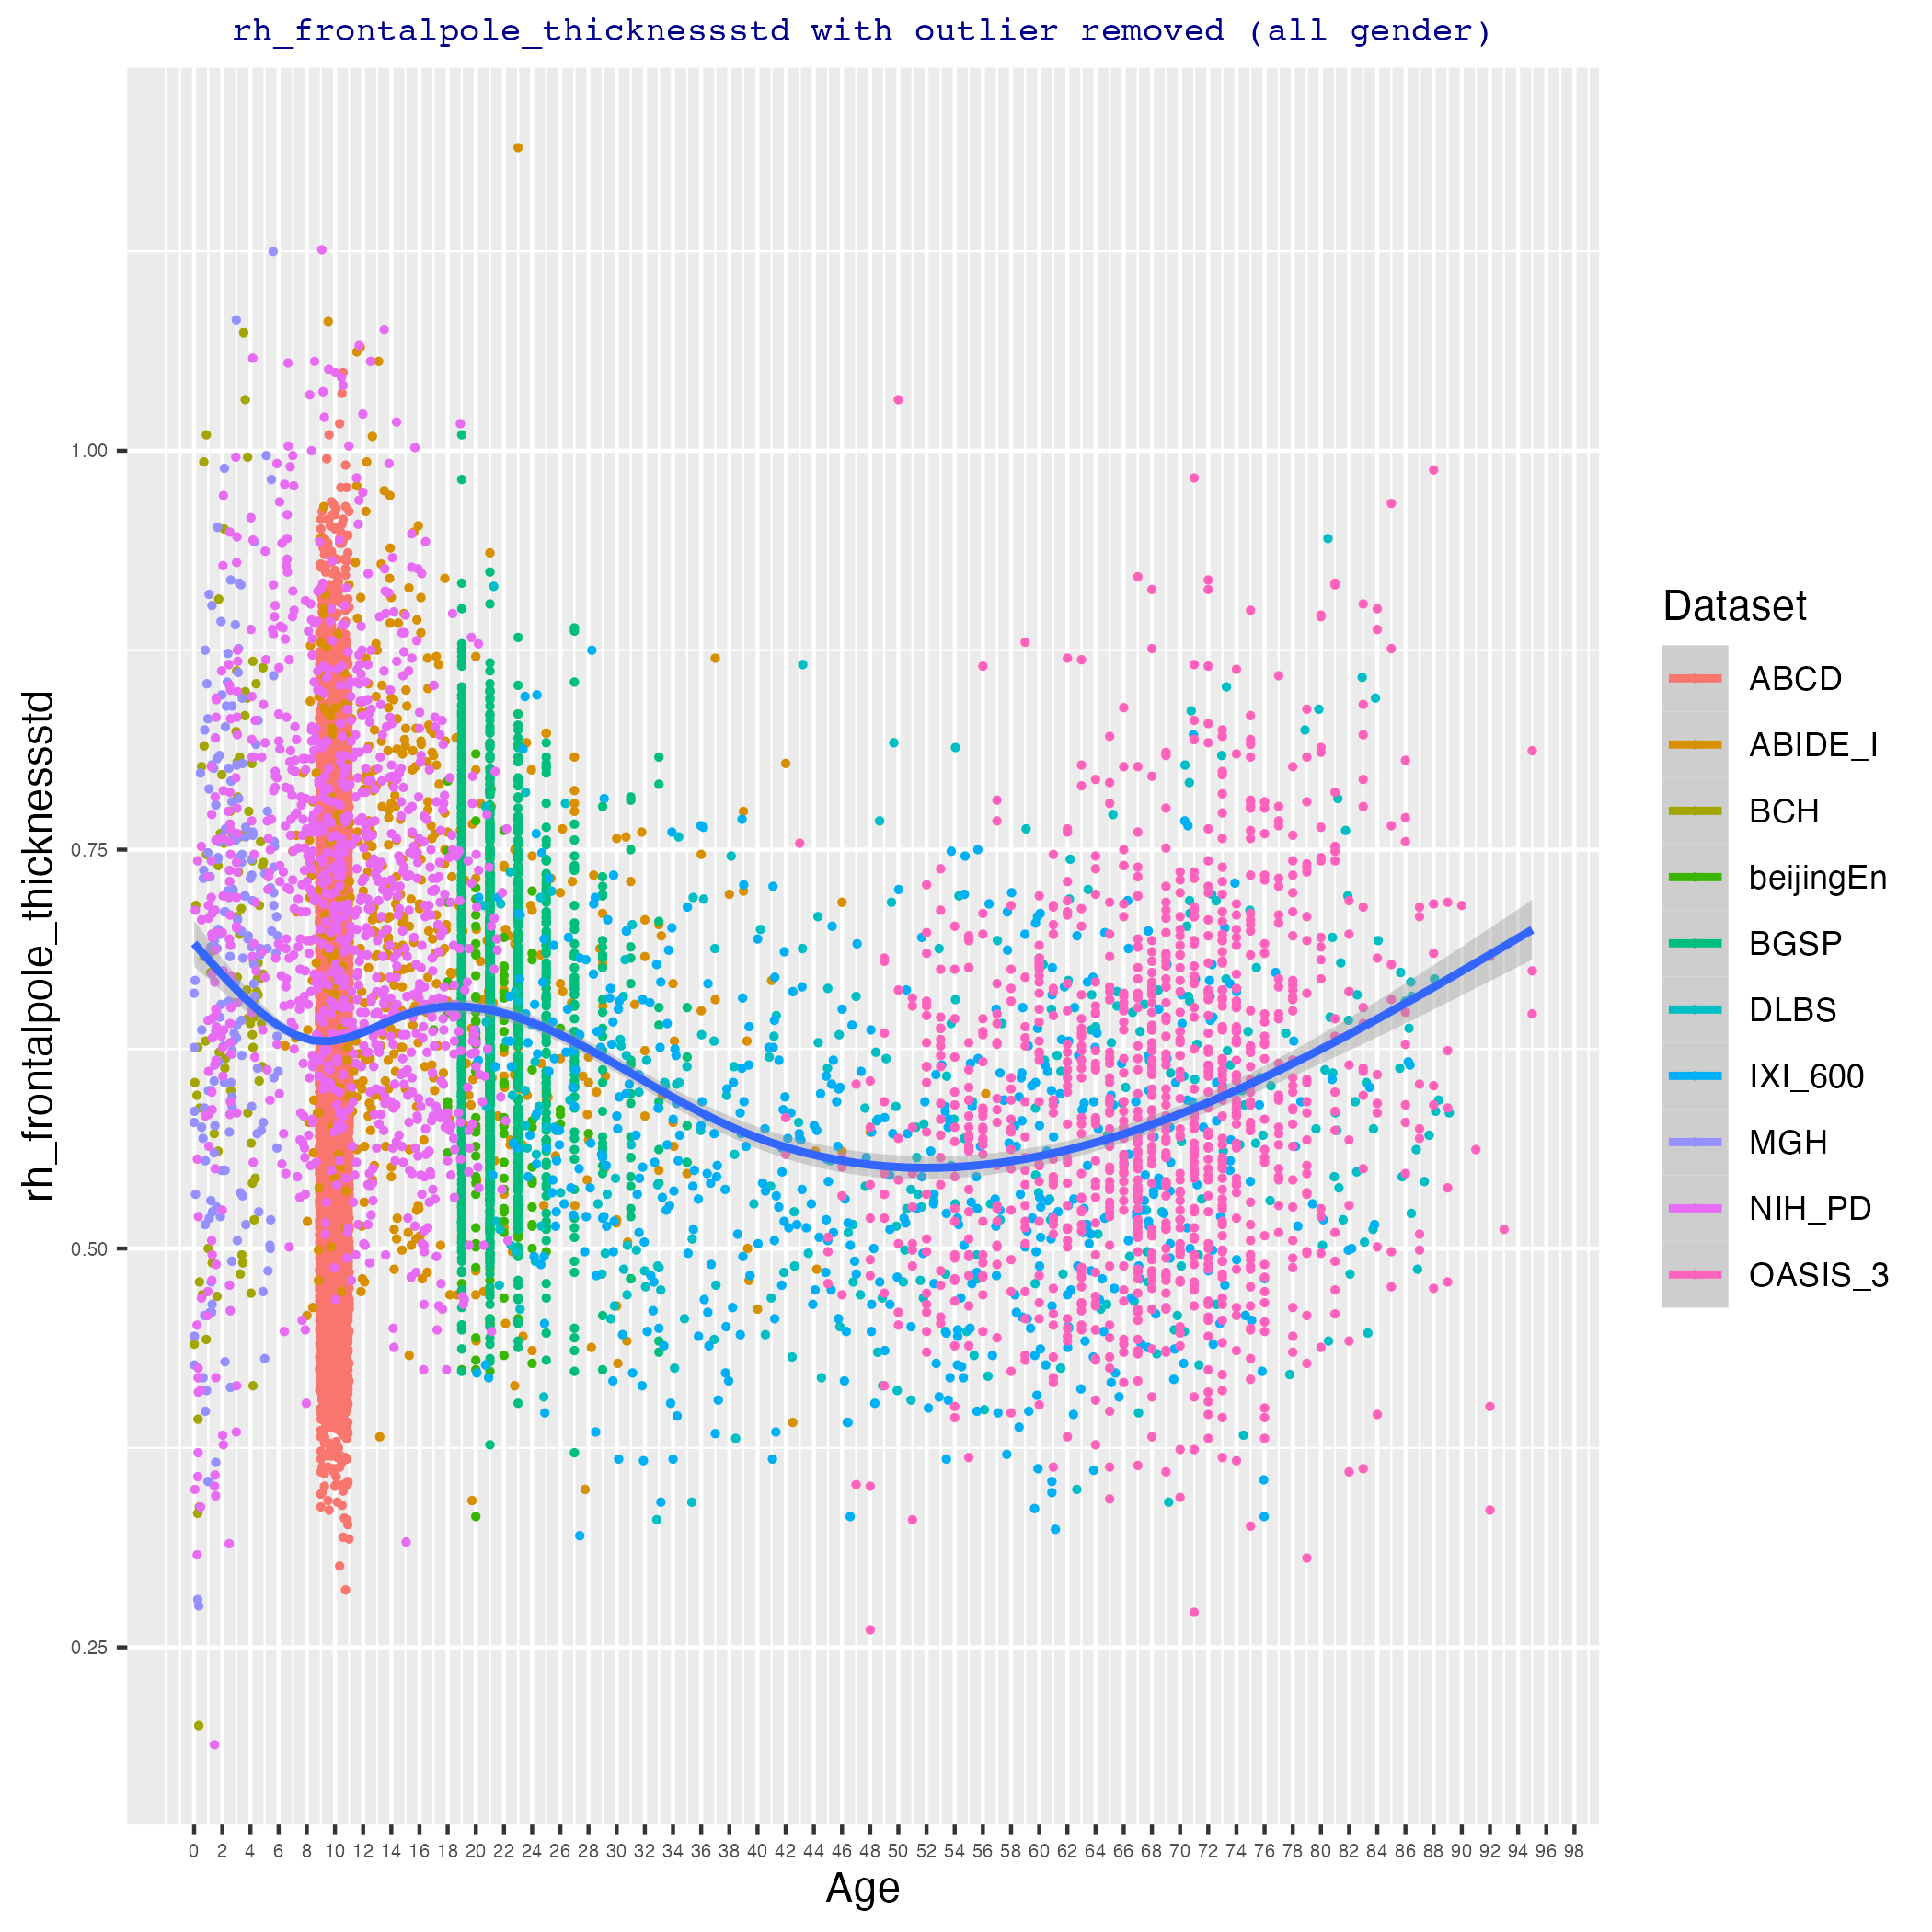 rh_frontalpole_thicknessstd with outlier removed (all gender)
rh_frontalpole_thicknessstd
1.00
0.75
0.50
0.25
0 2 4 6 8 10 12 14 16 18 20 22 24 26 28 30 32 34 36 38 40 42 44 46 48 50 52 54 56 58 60 62 64 66 68 70 72 74 76 78 80 82 84 86 88 90 92 94 96 98
Age
Dataset
ABCD
ABIDE_I
BCH
beijingEn
BGSP
DLBS
IXI_600
MGH
NIH_PD
OASIS_3